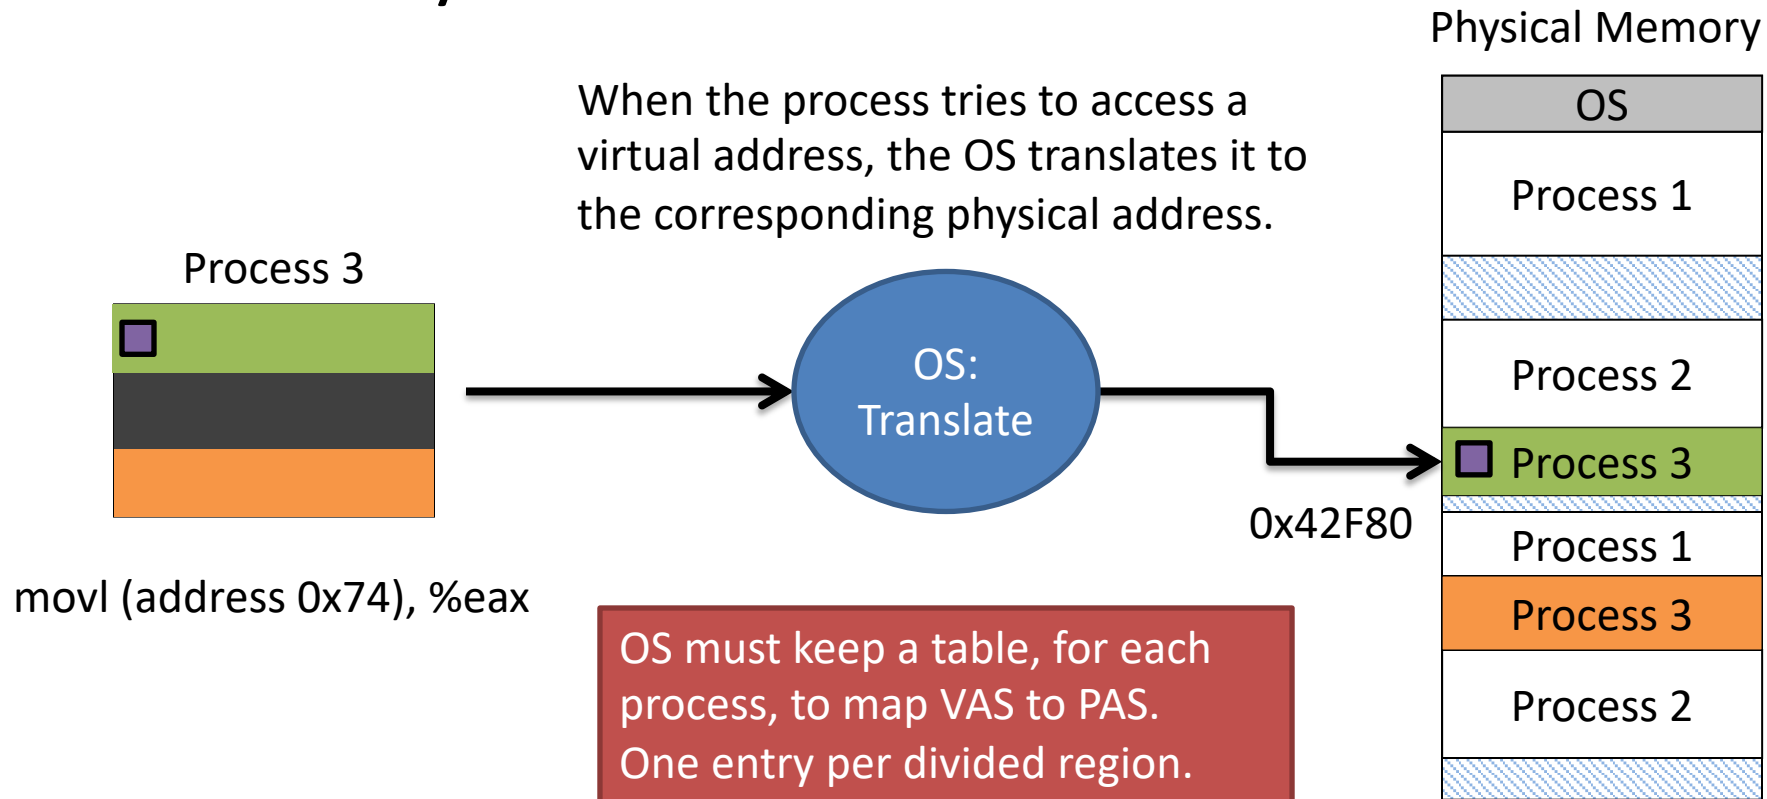 Physical Memory
When the process tries to access a
virtual address, the OS translates it to
the corresponding physical address.
Process 3
movl (address 0x74), %eax
OS:
Translate
0x42F80
OS must keep a table, for each
process, to map VAS to PAS.
One entry per divided region.
OS
Process 1
Process 2
Process 3
Process 1
Process 3
Process 2